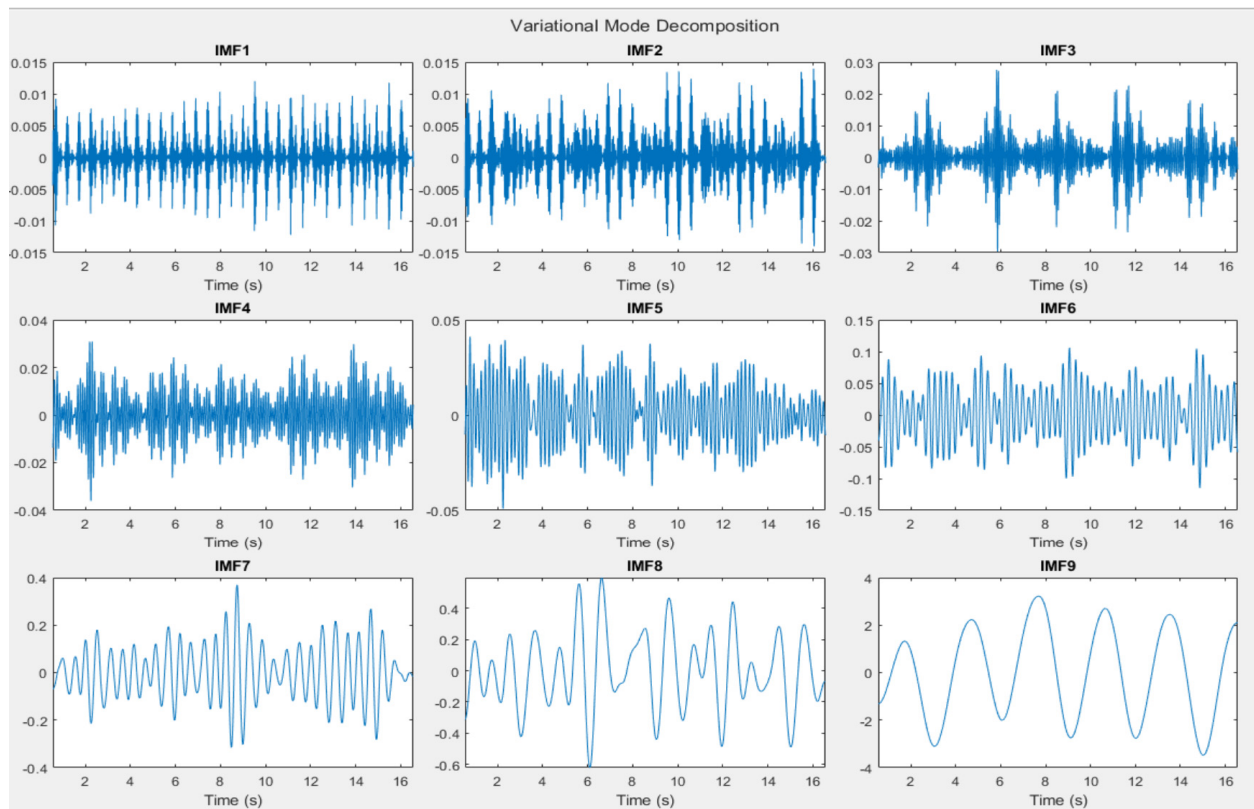 Variational Mode Decomposition
IMF1 IMF2 IMF3
0.015 0.015 0.03
0.01 0.01 0.02
0.005 0.005 0.01
0 0 0
-0.005 -0.005 -0.01
-0.01 -0.01 -0.02
-0.015 -0.015 -0.03
2 4 6 8 10 12 14 16 2 4 6 8 10 12 14 16 2 4 6 8 10 12 14 16
Time (s) Time (s) Time (s)
IMF4 IMF5 IMF6
0.04 0.05 0.15
0.1
0.02 0.05
0 0 0
-0.02 -0.05
-0.1
-0.04 -0.05 -0.15
2 4 6 8 10 12 14 16 2 4 6 8 10 12 14 16 2 4 6 8 10 12 14 16
Time (s) Time (s) Time (s)
IMF7 IMF8 IMF9
0.4 4
0.4
0.2 0.2 2
0 0 0
-0.2 -0.2 -2
-0.4
-0.4 -0.6 -4
2 4 6 8 10 12 14 16 2 4 6 8 10 12 14 16 2 4 6 8 10 12 14 16
Time (s) Time (s) Time (s)